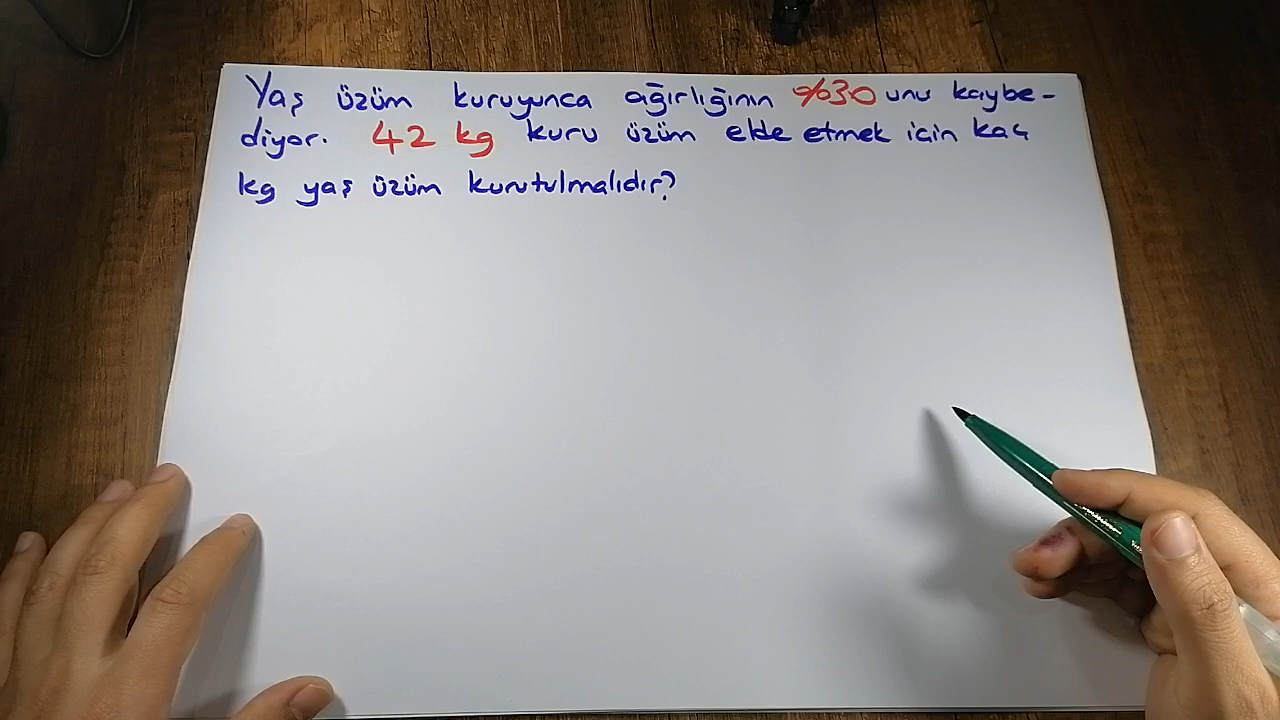 Yaş üzüm kuruyunca ağırlığının %30 unu kaybe-
diyor. 42 kg kuru üzüm elde etmek için kaç
kg yaş üzüm kurutulmalıdır?